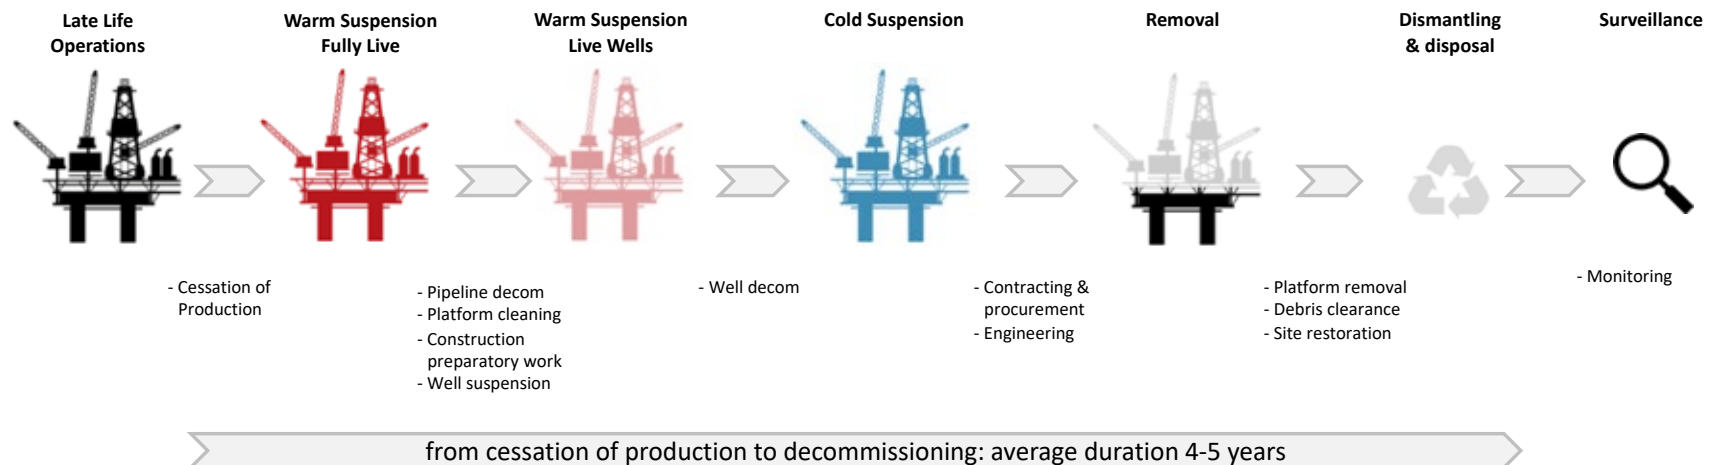 Late Life
Operations
Warm Suspension
Fully Live
Warm Suspension
Live Wells
Cold Suspension
Removal
Dismantling
& disposal
Surveillance
- Cessation of
Production
- Pipeline decom
- Platform cleaning
- Construction
preparatory work
- Well suspension
- Well decom
- Contracting &
procurement
- Engineering
- Platform removal
- Debris clearance
- Site restoration
- Monitoring
from cessation of production to decommissioning: average duration 4-5 years